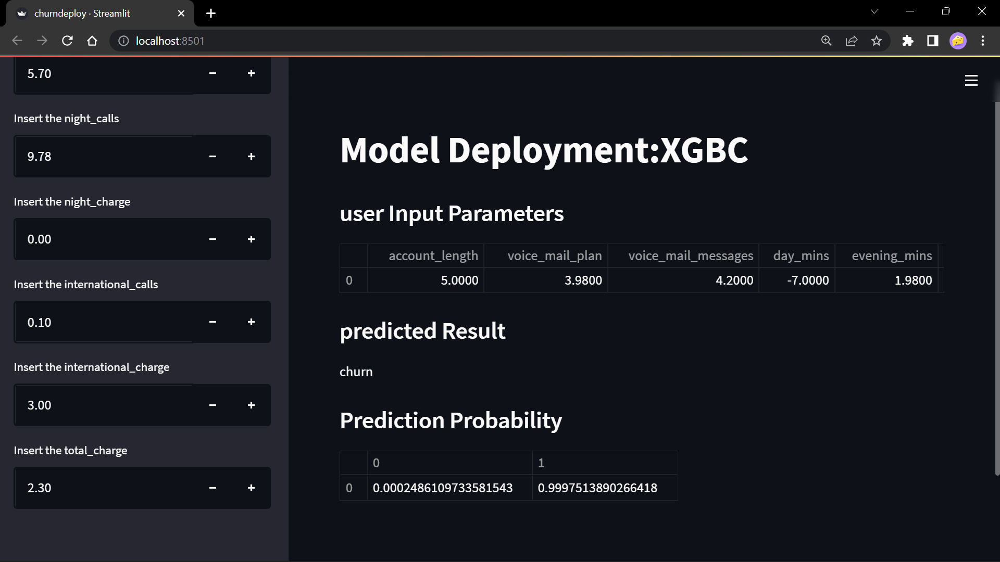 churndeploy · Streamlit
localhost:8501
5.70
Insert the night_calls
9.78
Insert the night_charge
0.00
Insert the international_calls
0.10
Insert the international_charge
3.00
Insert the total_charge
2.30
Model Deployment:XGBC
user Input Parameters
account_length voice_mail_plan voice_mail_messages day_mins evening_mins
0 5.0000 3.9800 4.2000 -7.0000 1.9800
predicted Result
churn
Prediction Probability
0 1
0 0.0002486109733581543 0.9997513890266418